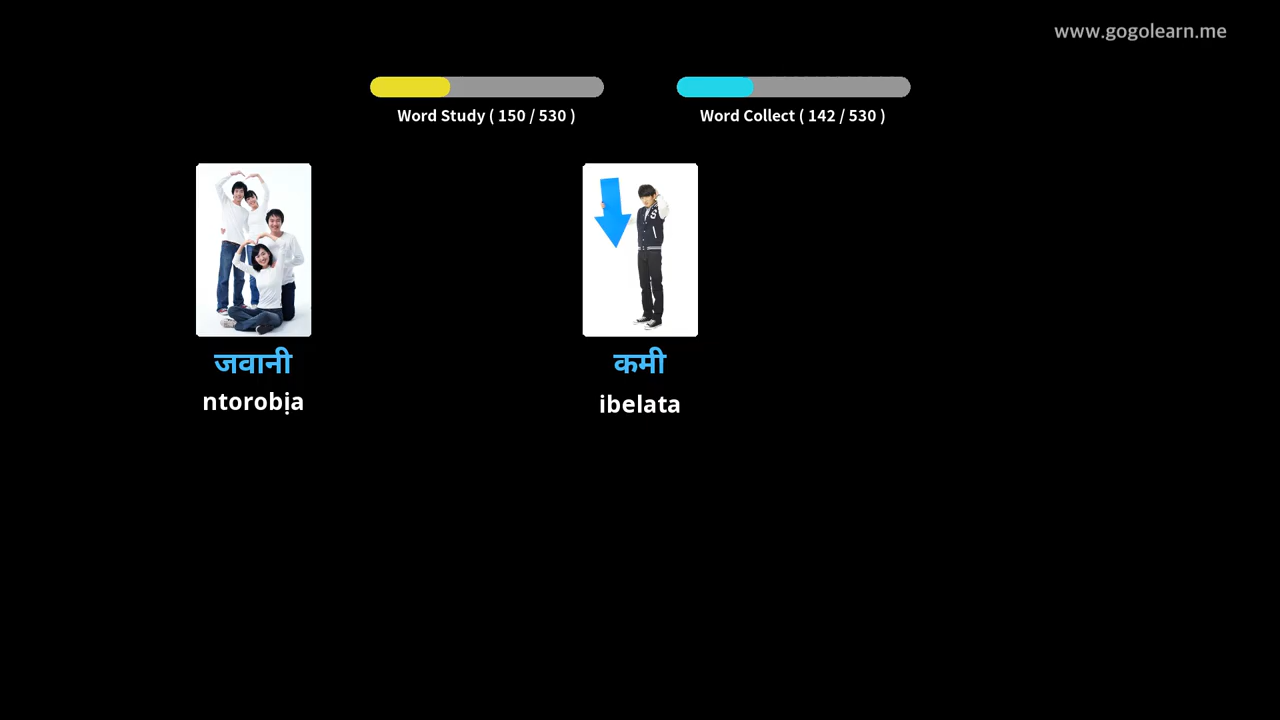 www.gogolearn.me
Word Study ( 150 / 530 )
Word Collect ( 142 / 530 )
जवानी
ntorobịa
कमी
ibelata